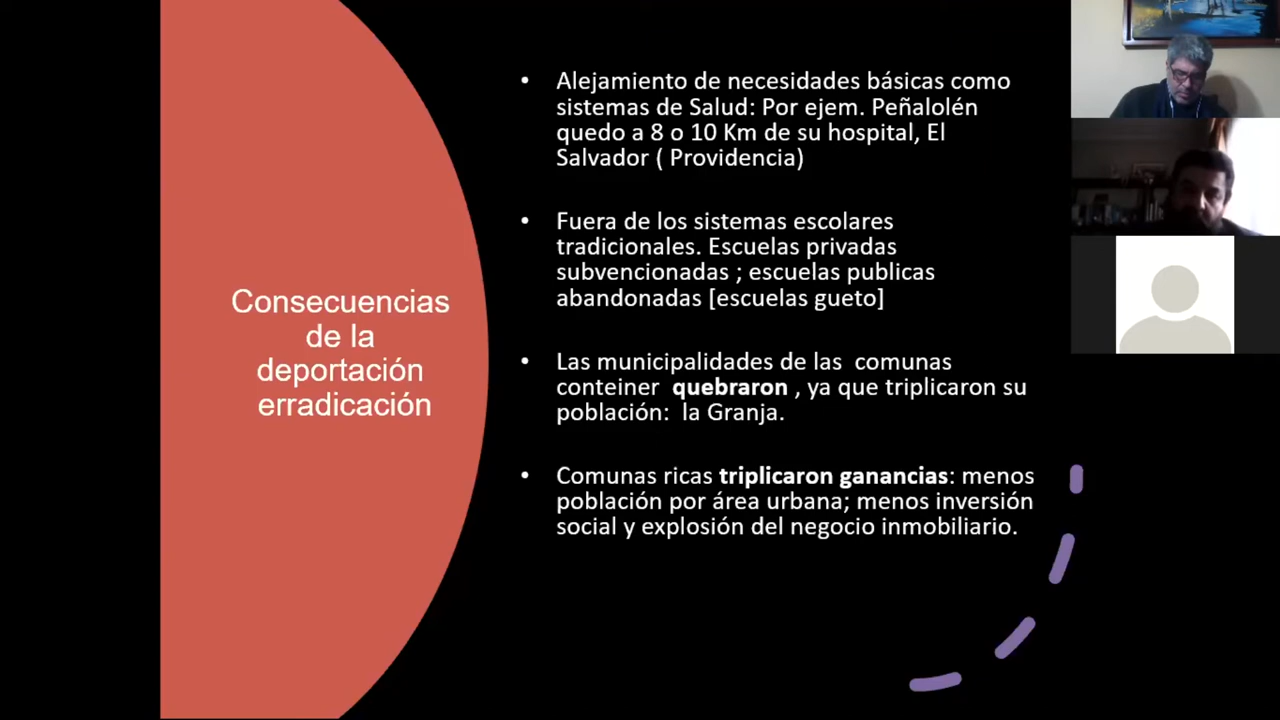 Consecuencias
de la
deportación
erradicación
• Alejamiento de necesidades básicas como
sistemas de Salud: Por ejem. Peñalolén
quedo a 8 o 10 Km de su hospital, El
Salvador ( Providencia)
• Fuera de los sistemas escolares
tradicionales. Escuelas privadas
subvencionadas ; escuelas publicas
abandonadas [escuelas gueto]
• Las municipalidades de las  comunas
conteiner  quebraron , ya que triplicaron su
población:  la Granja.
• Comunas ricas triplicaron ganancias: menos
población por área urbana; menos inversión
social y explosión del negocio inmobiliario.